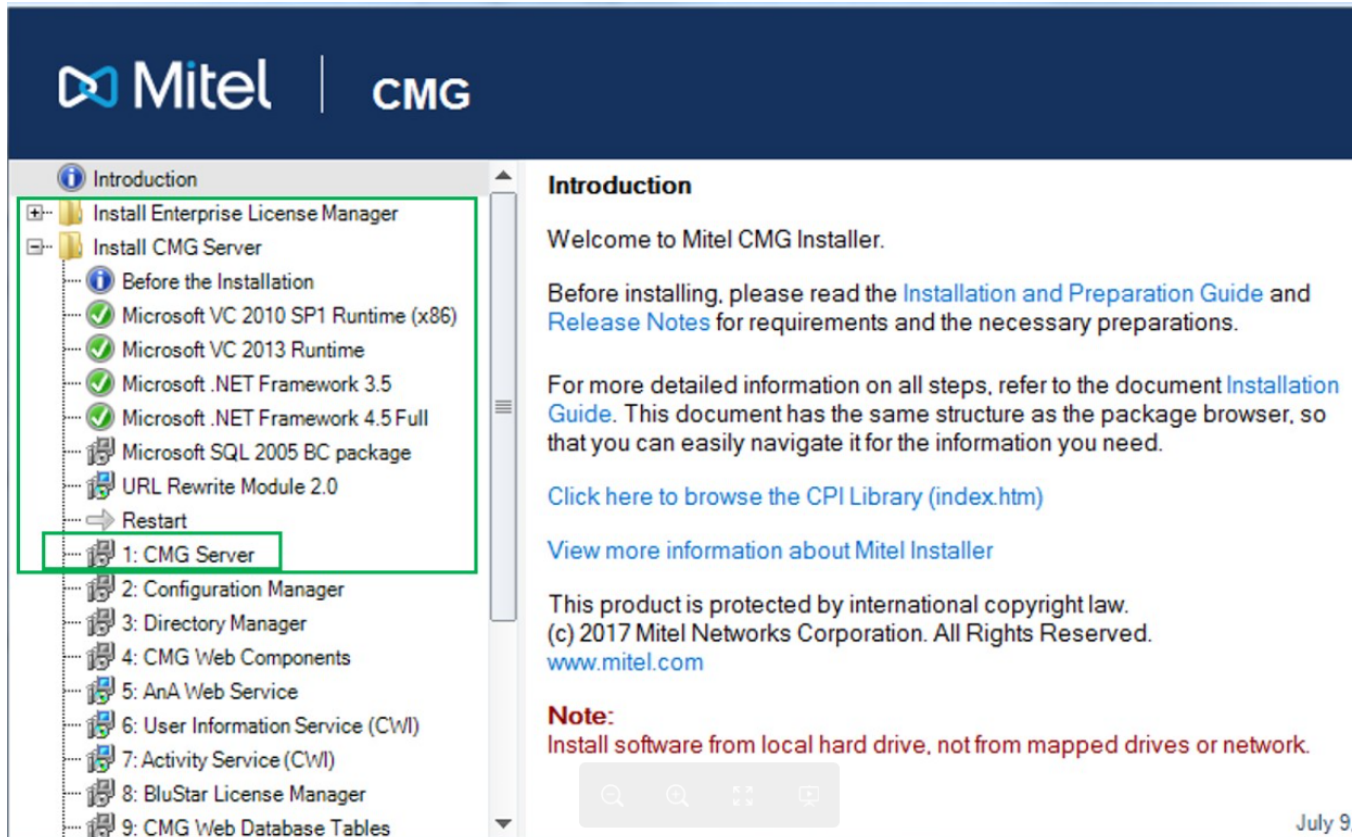 Mitel | CMG
Introduction
Install Enterprise License Manager
Install CMG Server
Before the Installation
Microsoft VC 2010 SP1 Runtime (x86)
Microsoft VC 2013 Runtime
Microsoft .NET Framework 3.5
Microsoft .NET Framework 4.5 Full
Microsoft SQL 2005 BC package
URL Rewrite Module 2.0
Restart
1: CMG Server
2: Configuration Manager
3: Directory Manager
4: CMG Web Components
5: AnA Web Service
6: User Information Service (CWI)
7: Activity Service (CWI)
8: BluStar License Manager
9: CMG Web Database Tables
Introduction
Welcome to Mitel CMG Installer.
Before installing, please read the Installation and Preparation Guide and
Release Notes for requirements and the necessary preparations.
For more detailed information on all steps, refer to the document Installation
Guide. This document has the same structure as the package browser, so
that you can easily navigate it for the information you need.
Click here to browse the CPI Library (index.htm)
View more information about Mitel Installer
This product is protected by international copyright law.
(c) 2017 Mitel Networks Corporation. All Rights Reserved.
www.mitel.com
Note:
Install software from local hard drive, not from mapped drives or network.
July 9,